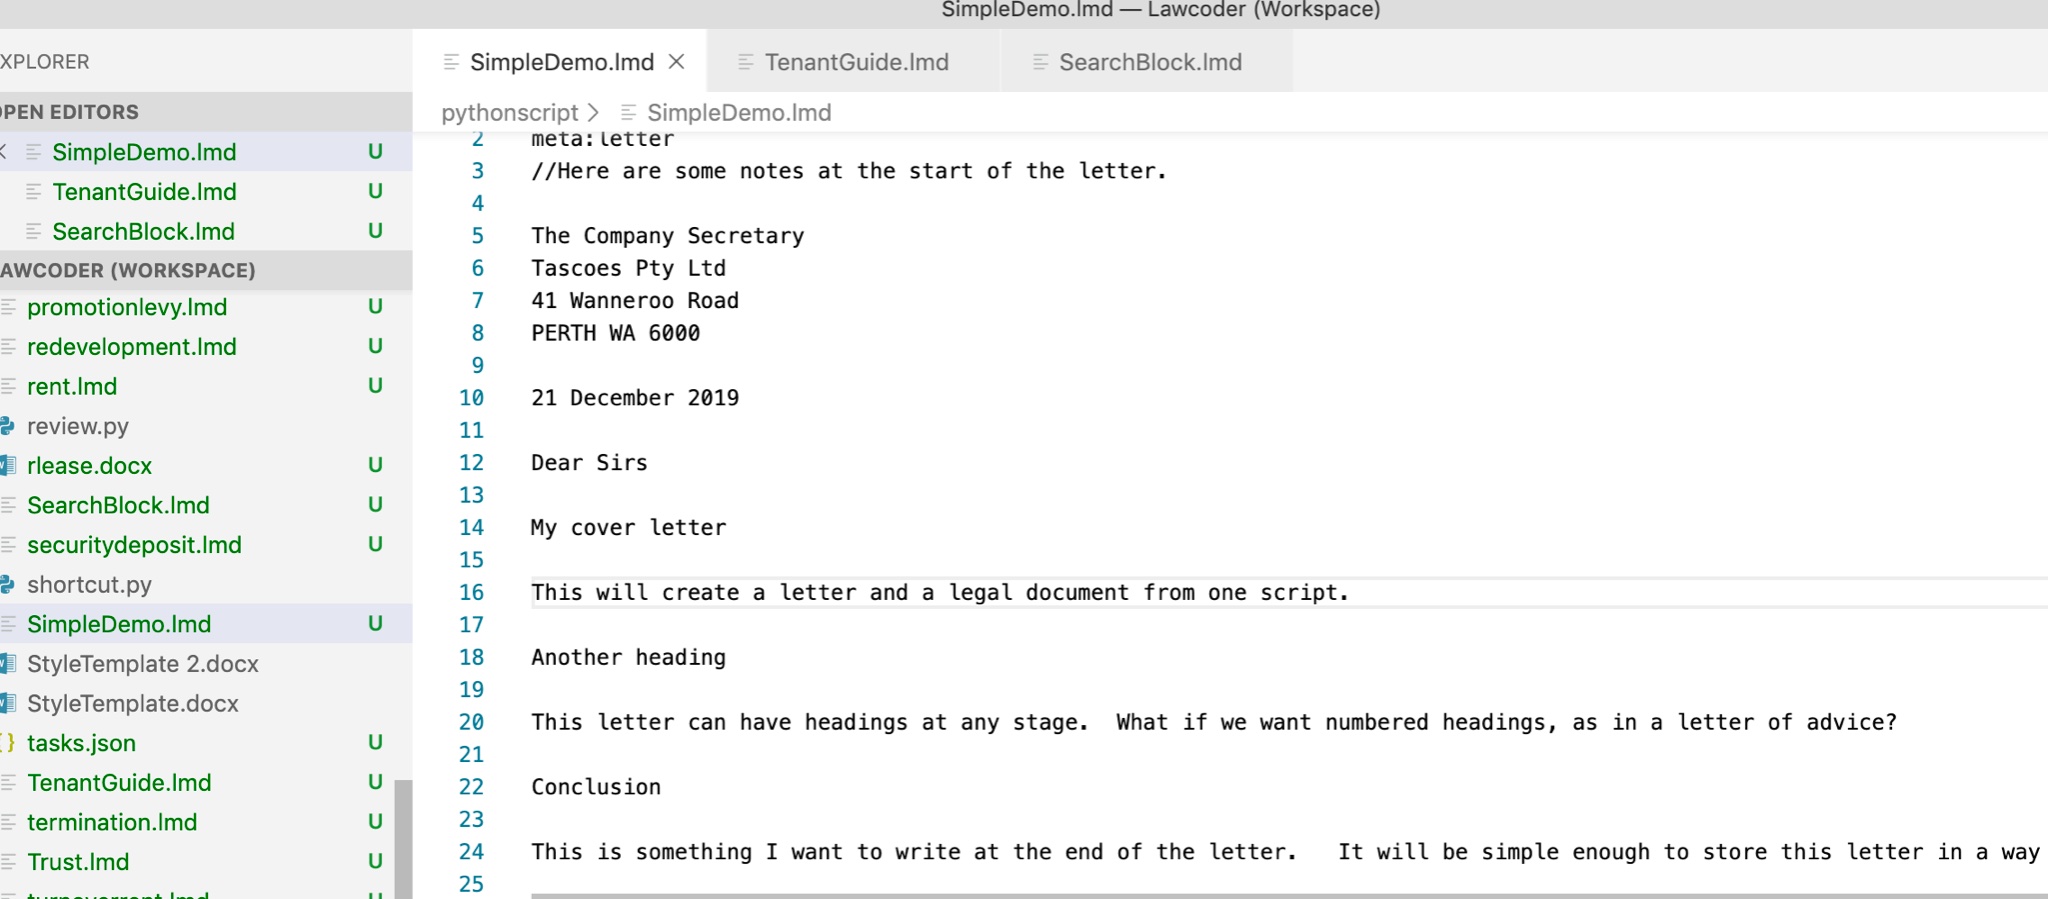 SimpleDemo.lmd — Lawcoder (Workspace)
XPLORER
SimpleDemo.lmd
TenantGuide.lmd
SearchBlock.lmd
PEN EDITORS
SimpleDemo.lmd U
TenantGuide.lmd U
SearchBlock.lmd U
AWCODER (WORKSPACE)
promotionlevy.lmd U
redevelopment.lmd U
rent.lmd U
review.py
rlease.docx U
SearchBlock.lmd U
securitydeposit.lmd U
shortcut.py
SimpleDemo.lmd U
StyleTemplate 2.docx
StyleTemplate.docx
tasks.json U
TenantGuide.lmd U
termination.lmd U
Trust.lmd U
pythonscript > SimpleDemo.lmd
2 meta:letter
3 //Here are some notes at the start of the letter.
4
5 The Company Secretary
6 Tascoes Pty Ltd
7 41 Wanneroo Road
8 PERTH WA 6000
9
10 21 December 2019
11
12 Dear Sirs
13
14 My cover letter
15
16 This will create a letter and a legal document from one script.
17
18 Another heading
19
20 This letter can have headings at any stage.  What if we want numbered headings, as in a letter of advice?
21
22 Conclusion
23
24 This is something I want to write at the end of the letter.   It will be simple enough to store this letter in a way
25